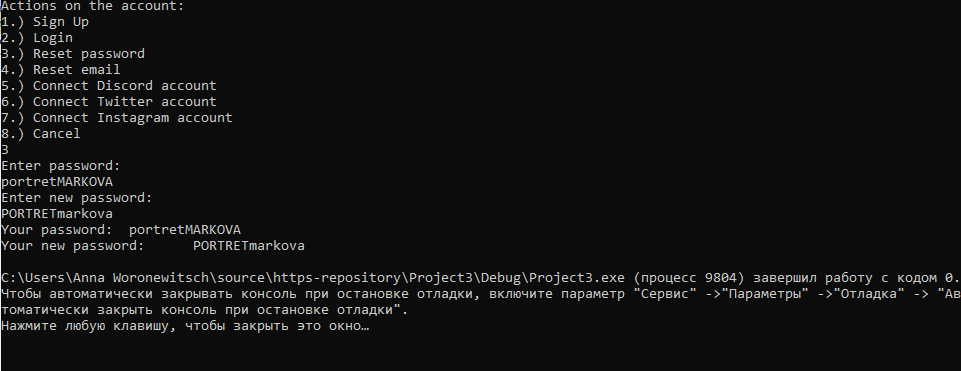 Actions on the account:
1.) Sign Up
2.) Login
3.) Reset password
4.) Reset email
5.) Connect Discord account
6.) Connect Twitter account
7.) Connect Instagram account
8.) Cancel
3
Enter password:
portretMARKOVA
Enter new password:
PORTRETmarkova
Your password:  portretMARKOVA
Your new password:      PORTRETmarkova
C:\Users\Anna Woronewitsch\source\https-repository\Project3\Debug\Project3.exe (процесс 9804) завершил работу с кодом 0.
Чтобы автоматически закрывать консоль при остановке отладки, включите параметр "Сервис" ->"Параметры" ->"Отладка" -> "Ав
томатически закрыть консоль при остановке отладки".
Нажмите любую клавишу, чтобы закрыть это окно…